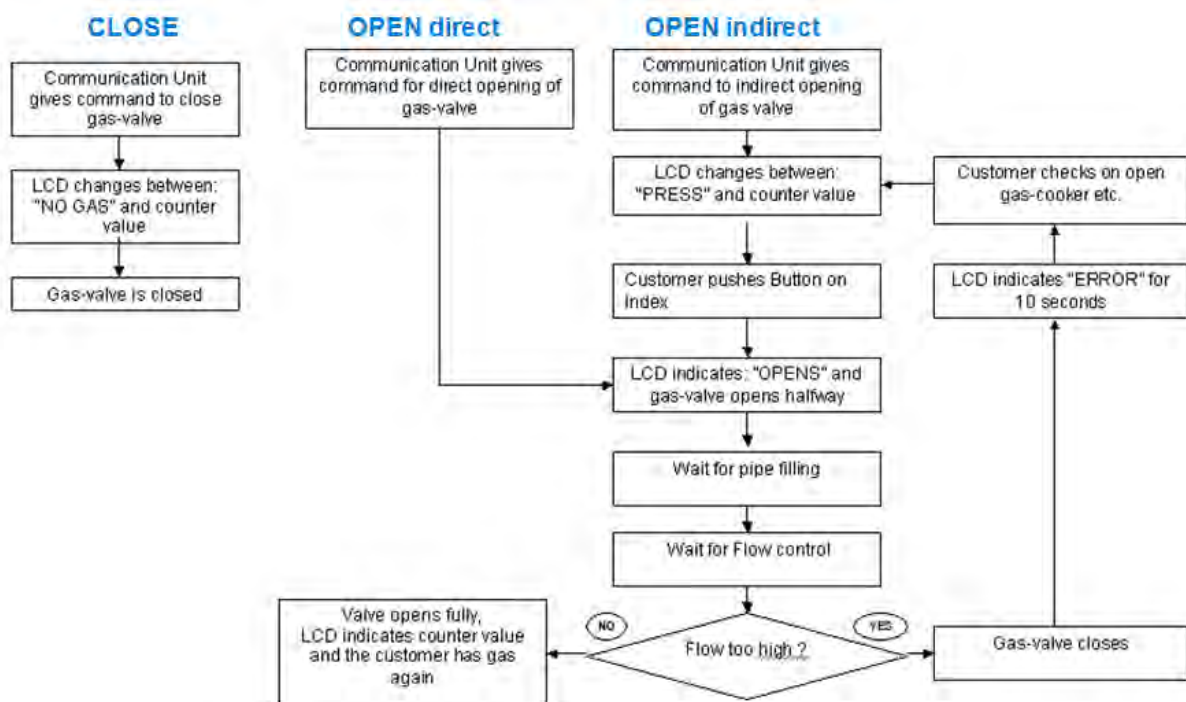 CLOSE
Communication Unit
gives command to close
gas-valve
LCD changes between:
"NO GAS" and counter
value
Gas-valve is closed
OPEN direct
Communication Unit gives
command for direct opening of
gas-valve
OPEN indirect
Communication Unit gives
command to indirect opening
of gas valve
LCD changes between:
"PRESS" and counter value
Customer pushes Button on
index
LCD indicates: "OPENS" and
gas-valve opens halfway
Wait for pipe filling
Wait for Flow control
Flow too high ?
NO
Valve opens fully,
LCD indicates counter value
and the customer has gas
again
YES
Gas-valve closes
LCD indicates "ERROR" for
10 seconds
Customer checks on open
gas-cooker etc.